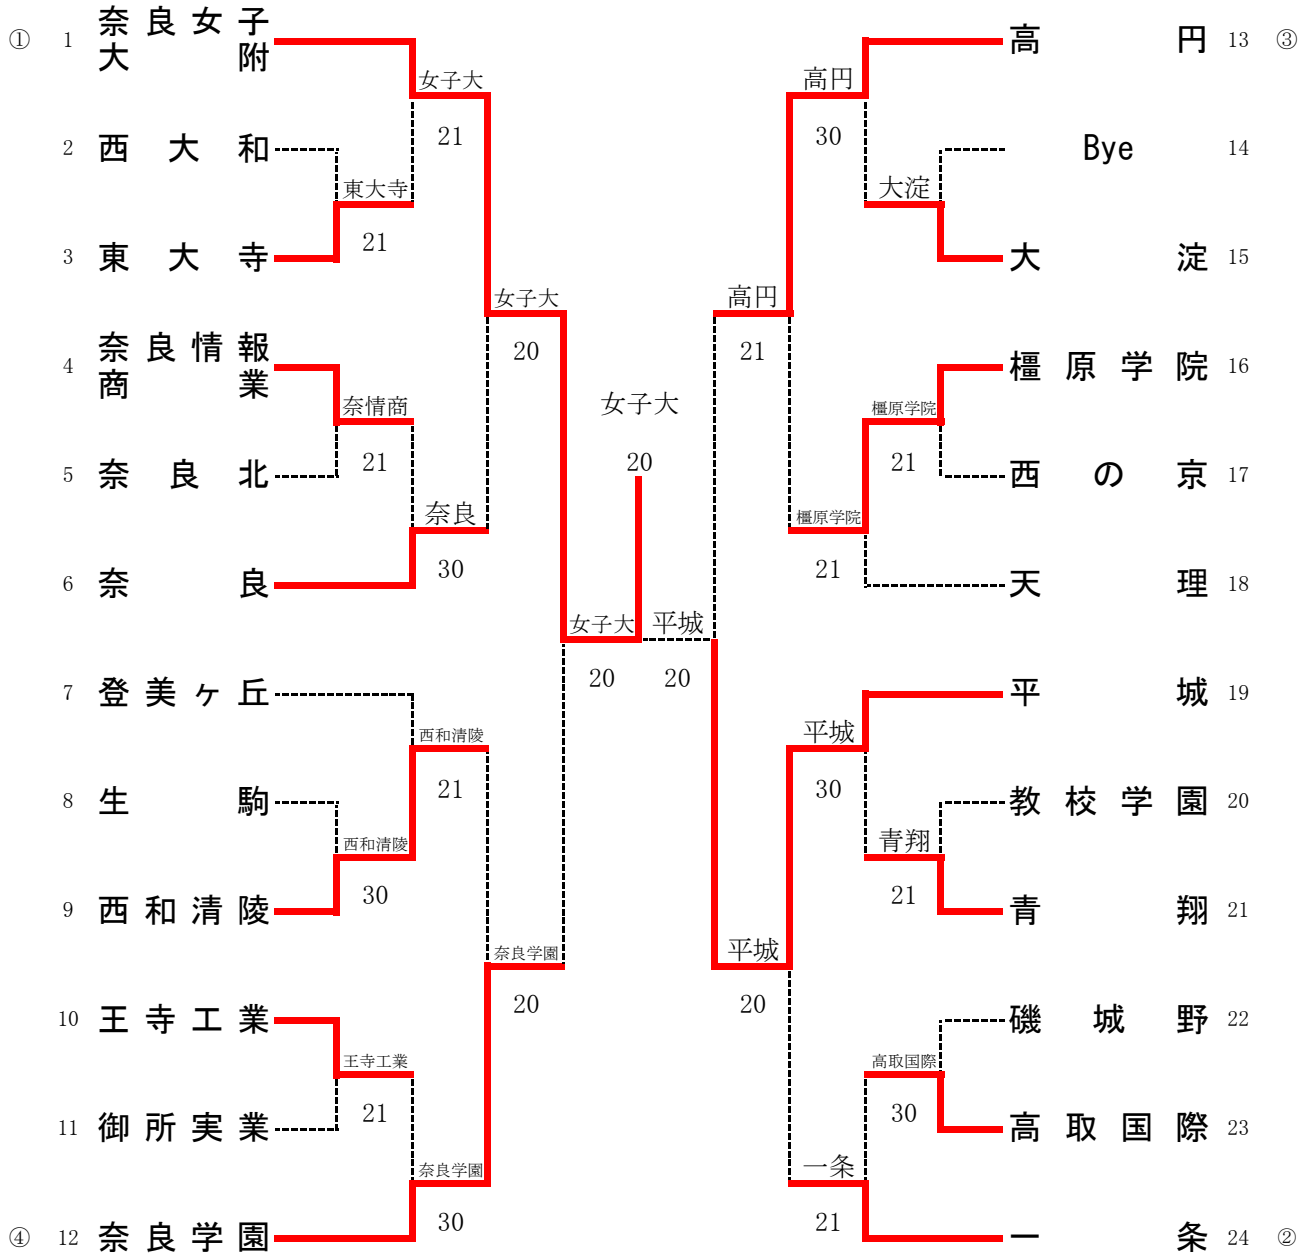 ① 1 奈良女子大附
女子大
21
2 西大和
東大寺
21
3 東大寺
女子大
20
4 奈良情報商業
奈情商
21
5 奈良北
奈良
30
6 奈良
女子大
20
7 登美ヶ丘
西和清陵
21
8 生駒
西和清陵
30
9 西和清陵
奈良学園
20
10 王寺工業
王寺工業
21
11 御所実業
奈良学園
30
④ 12 奈良学園
女子大
20
平城
20
高円 13 ③
高円
30
Bye 14
大淀
大淀 15
高円
21
橿原学院 16
橿原学院
21
西の京 17
橿原学院
21
天理 18
平城 19
平城
30
教校学園 20
青翔
21
青翔 21
平城
20
磯城野 22
高取国際
30
高取国際 23
一条
21
一条 24 ②